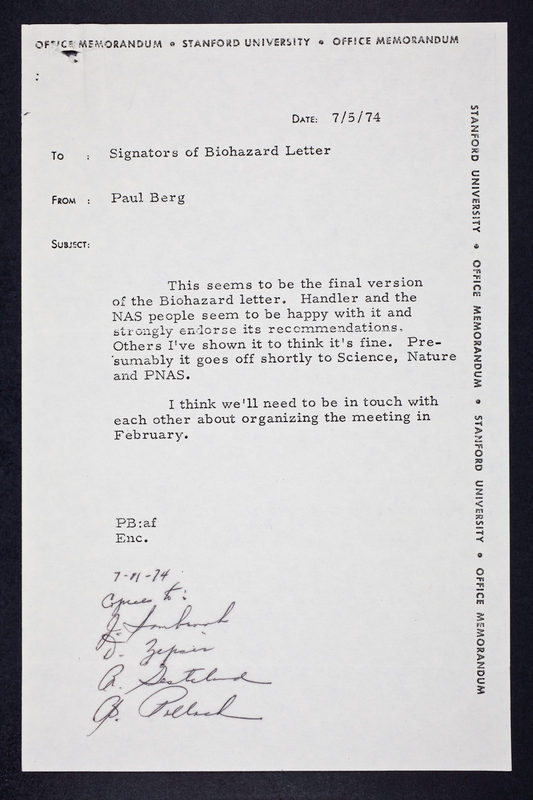 OFFICE MEMORANDUM • STANFORD UNIVERSITY • OFFICE MEMORANDUM
DATE: 7/5/74
TO : Signators of Biohazard Letter
FROM : Paul Berg
SUBJECT:
This seems to be the final version
of the Biohazard letter. Handler and the
NAS people seem to be happy with it and
strongly endorse its recommendations.
Others I've shown it to think it's fine. Pre-
sumably it goes off shortly to Science, Nature
and PNAS.
I think we'll need to be in touch with
each other about organizing the meeting in
February.
PB:af
Enc.
7-11-74
Copies to:
J. Sambrook
D. Zipser
R. Gesteland
B. Pollack
STANFORD UNIVERSITY • OFFICE MEMORANDUM • STANFORD UNIVERSITY • OFFICE MEMORANDUM